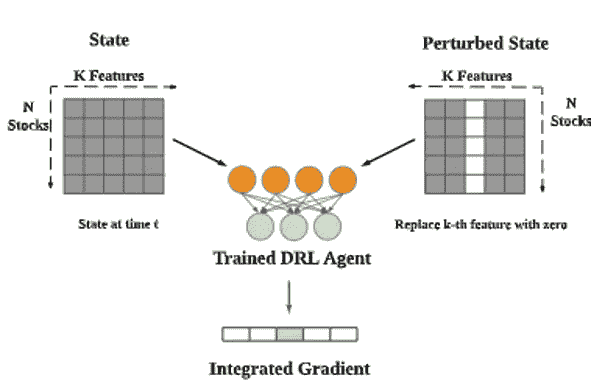 State
Perturbed State
K Features
K Features
N
Stocks
N
Stocks
State at time t
Replace k-th feature with zero
Trained DRL Agent
Integrated Gradient